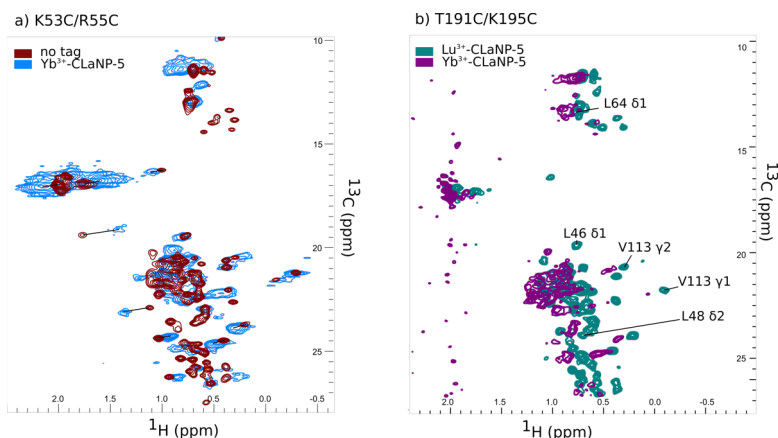 a) K53C/R55C
no tag
Yb³⁺-CLaNP-5
10
15
20
25
¹³C (ppm)
2.0 1.5 1.0 0.5 0.0 -0.5
¹H (ppm)
b) T191C/K195C
Lu³⁺-CLaNP-5
Yb³⁺-CLaNP-5
L64 δ1
L46 δ1
V113 γ2
V113 γ1
L48 δ2
10
15
20
25
¹³C (ppm)
2.0 1.5 1.0 0.5 0.0 -0.5
¹H (ppm)